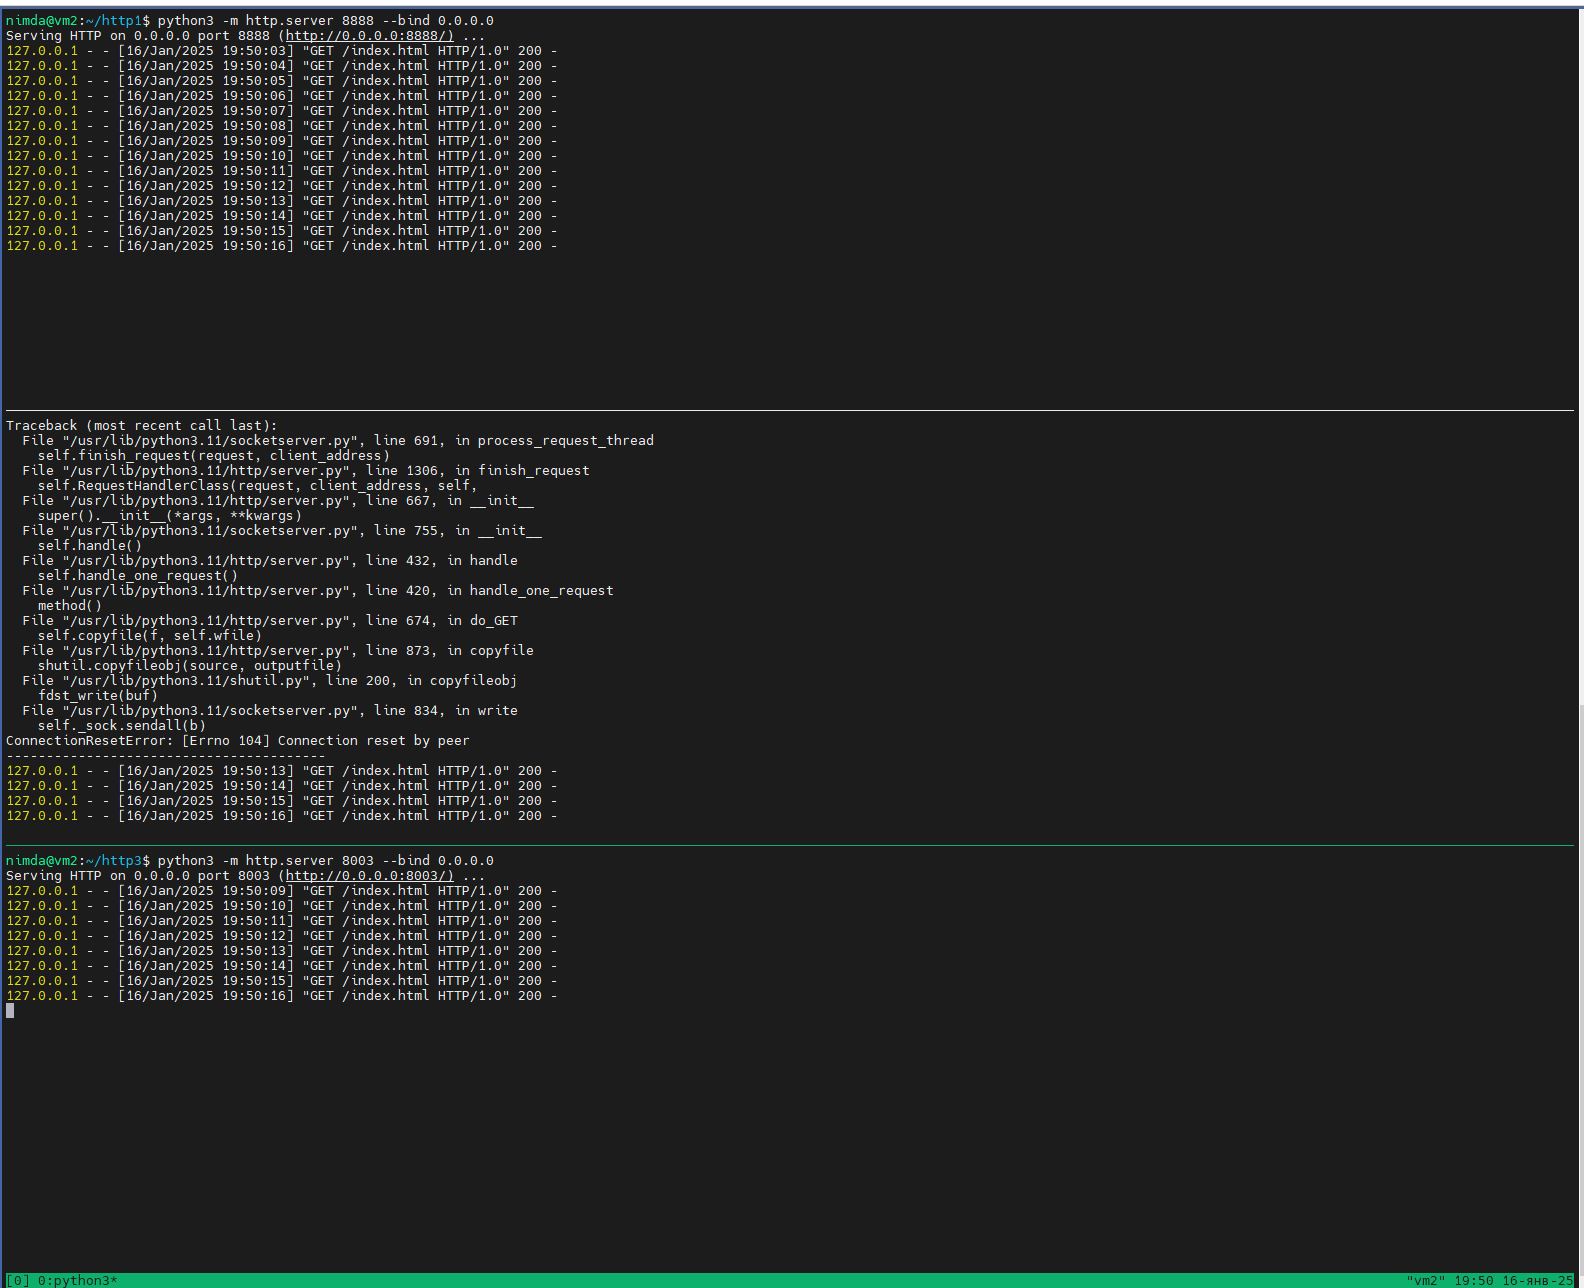 nimda@vm2:~/http1$ python3 -m http.server 8888 --bind 0.0.0.0
Serving HTTP on 0.0.0.0 port 8888 (http://0.0.0.0:8888/) ...
127.0.0.1 - - [16/Jan/2025 19:50:03] "GET /index.html HTTP/1.0" 200 -
127.0.0.1 - - [16/Jan/2025 19:50:04] "GET /index.html HTTP/1.0" 200 -
127.0.0.1 - - [16/Jan/2025 19:50:05] "GET /index.html HTTP/1.0" 200 -
127.0.0.1 - - [16/Jan/2025 19:50:06] "GET /index.html HTTP/1.0" 200 -
127.0.0.1 - - [16/Jan/2025 19:50:07] "GET /index.html HTTP/1.0" 200 -
127.0.0.1 - - [16/Jan/2025 19:50:08] "GET /index.html HTTP/1.0" 200 -
127.0.0.1 - - [16/Jan/2025 19:50:09] "GET /index.html HTTP/1.0" 200 -
127.0.0.1 - - [16/Jan/2025 19:50:10] "GET /index.html HTTP/1.0" 200 -
127.0.0.1 - - [16/Jan/2025 19:50:11] "GET /index.html HTTP/1.0" 200 -
127.0.0.1 - - [16/Jan/2025 19:50:12] "GET /index.html HTTP/1.0" 200 -
127.0.0.1 - - [16/Jan/2025 19:50:13] "GET /index.html HTTP/1.0" 200 -
127.0.0.1 - - [16/Jan/2025 19:50:14] "GET /index.html HTTP/1.0" 200 -
127.0.0.1 - - [16/Jan/2025 19:50:15] "GET /index.html HTTP/1.0" 200 -
127.0.0.1 - - [16/Jan/2025 19:50:16] "GET /index.html HTTP/1.0" 200 -
Traceback (most recent call last):
  File "/usr/lib/python3.11/socketserver.py", line 691, in process_request_thread
    self.finish_request(request, client_address)
  File "/usr/lib/python3.11/http/server.py", line 1306, in finish_request
    self.RequestHandlerClass(request, client_address, self,
  File "/usr/lib/python3.11/http/server.py", line 667, in __init__
    super().__init__(*args, **kwargs)
  File "/usr/lib/python3.11/socketserver.py", line 755, in __init__
    self.handle()
  File "/usr/lib/python3.11/http/server.py", line 432, in handle
    self.handle_one_request()
  File "/usr/lib/python3.11/http/server.py", line 420, in handle_one_request
    method()
  File "/usr/lib/python3.11/http/server.py", line 674, in do_GET
    self.copyfile(f, self.wfile)
  File "/usr/lib/python3.11/http/server.py", line 873, in copyfile
    shutil.copyfileobj(source, outputfile)
  File "/usr/lib/python3.11/shutil.py", line 200, in copyfileobj
    fdst_write(buf)
  File "/usr/lib/python3.11/socketserver.py", line 834, in write
    self._sock.sendall(b)
ConnectionResetError: [Errno 104] Connection reset by peer
----------------------------------------
127.0.0.1 - - [16/Jan/2025 19:50:13] "GET /index.html HTTP/1.0" 200 -
127.0.0.1 - - [16/Jan/2025 19:50:14] "GET /index.html HTTP/1.0" 200 -
127.0.0.1 - - [16/Jan/2025 19:50:15] "GET /index.html HTTP/1.0" 200 -
127.0.0.1 - - [16/Jan/2025 19:50:16] "GET /index.html HTTP/1.0" 200 -
nimda@vm2:~/http3$ python3 -m http.server 8003 --bind 0.0.0.0
Serving HTTP on 0.0.0.0 port 8003 (http://0.0.0.0:8003/) ...
127.0.0.1 - - [16/Jan/2025 19:50:09] "GET /index.html HTTP/1.0" 200 -
127.0.0.1 - - [16/Jan/2025 19:50:10] "GET /index.html HTTP/1.0" 200 -
127.0.0.1 - - [16/Jan/2025 19:50:11] "GET /index.html HTTP/1.0" 200 -
127.0.0.1 - - [16/Jan/2025 19:50:12] "GET /index.html HTTP/1.0" 200 -
127.0.0.1 - - [16/Jan/2025 19:50:13] "GET /index.html HTTP/1.0" 200 -
127.0.0.1 - - [16/Jan/2025 19:50:14] "GET /index.html HTTP/1.0" 200 -
127.0.0.1 - - [16/Jan/2025 19:50:15] "GET /index.html HTTP/1.0" 200 -
127.0.0.1 - - [16/Jan/2025 19:50:16] "GET /index.html HTTP/1.0" 200 -
[0] 0:python3* "vm2" 19:50 16-янв-25